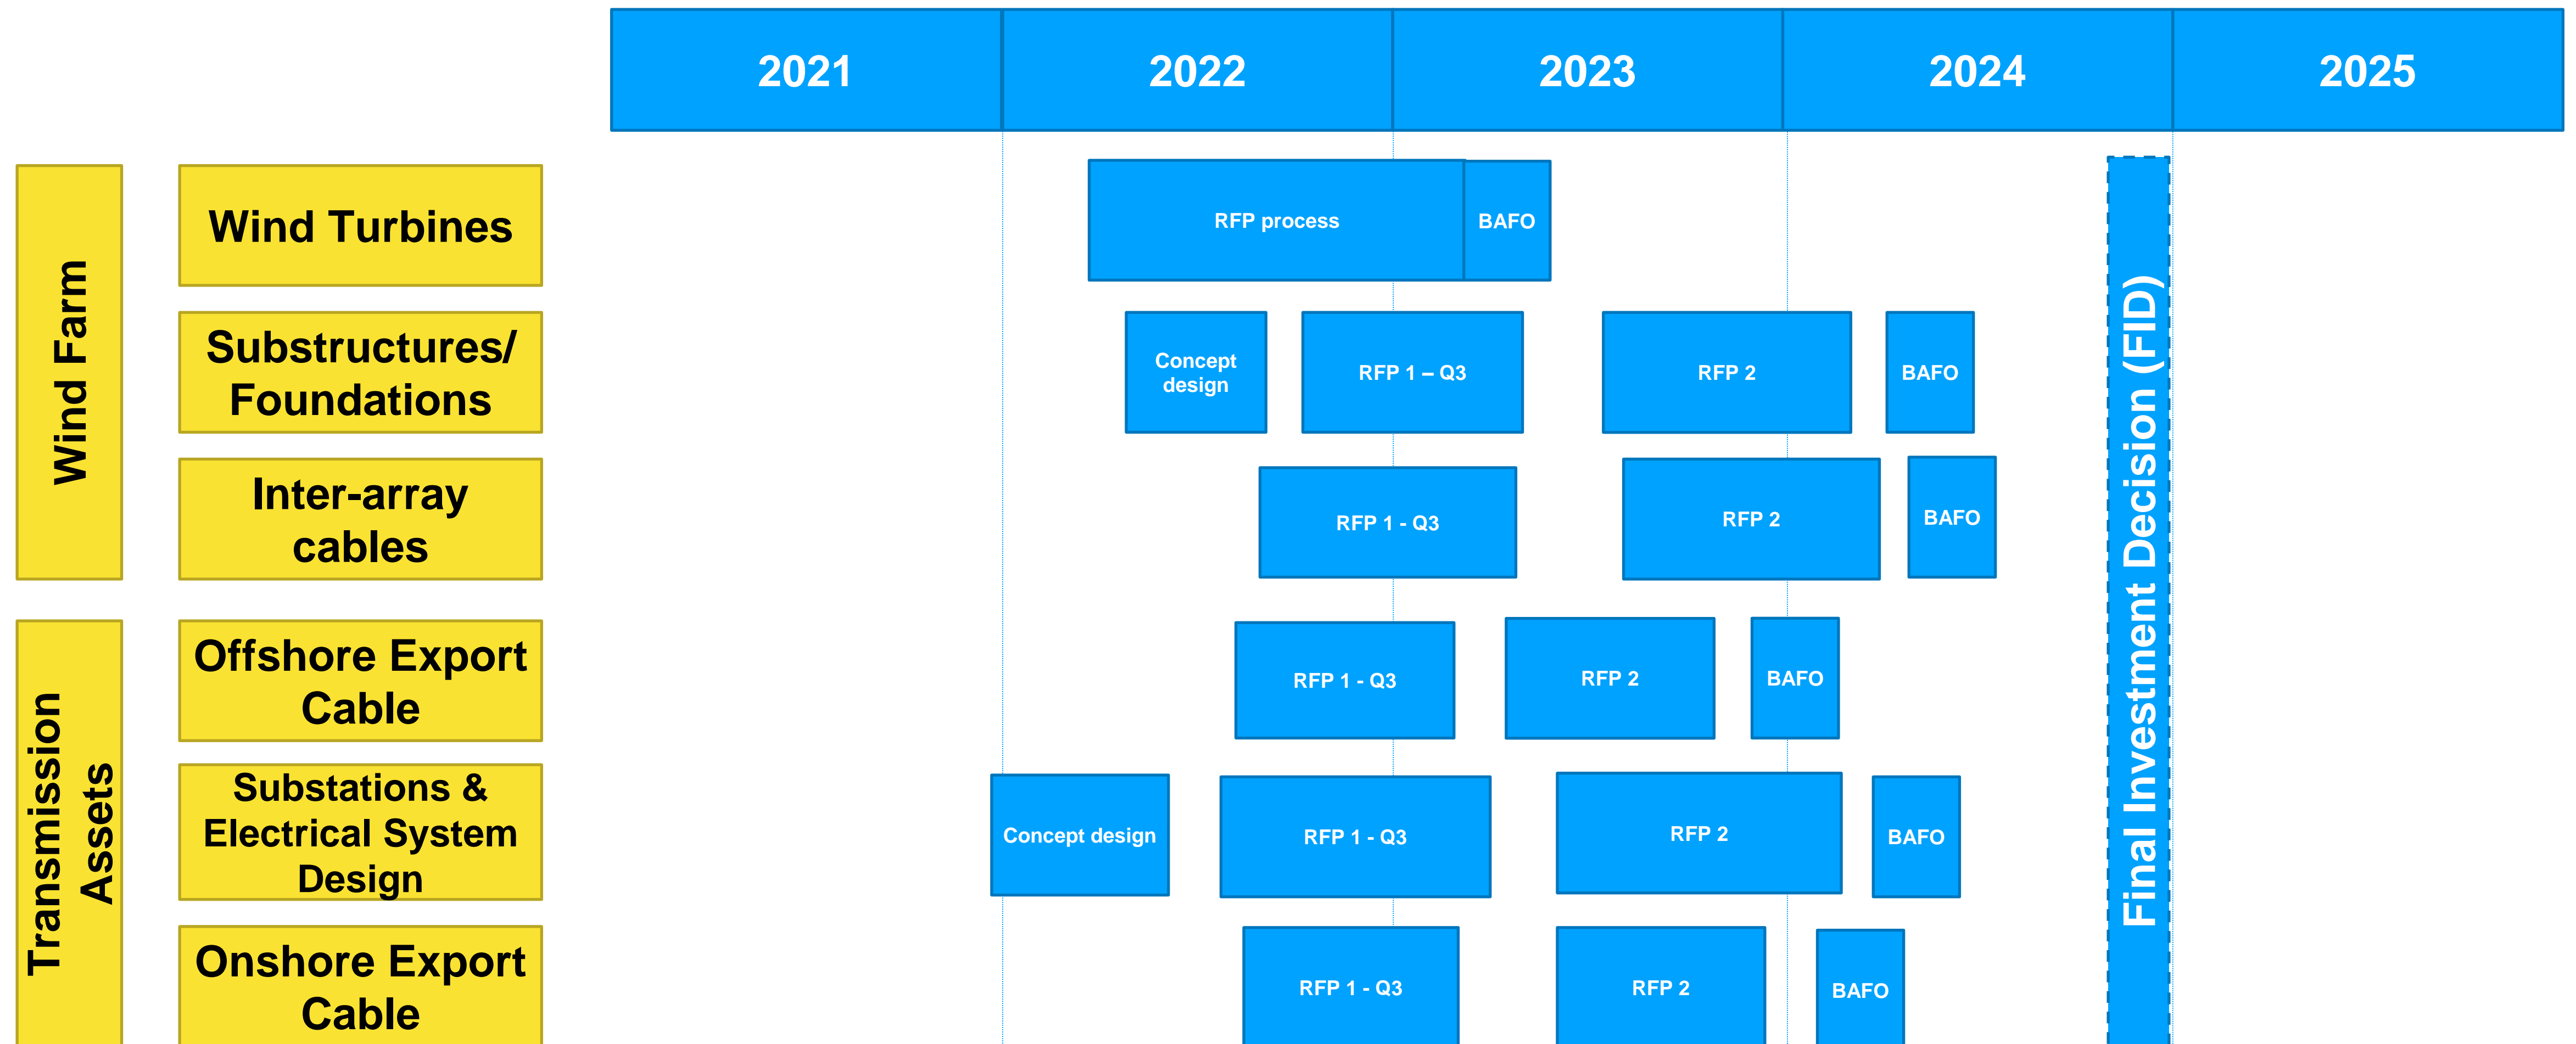 2021
2022
2023
2024
2025
Wind Farm
Wind Turbines
RFP process
BAFO
Substructures/
Foundations
Concept
design
RFP 1 – Q3
RFP 2
BAFO
Inter-array
cables
RFP 1 - Q3
RFP 2
BAFO
Transmission
Assets
Offshore Export
Cable
RFP 1 - Q3
RFP 2
BAFO
Substations &
Electrical System
Design
Concept design
RFP 1 - Q3
RFP 2
BAFO
Onshore Export
Cable
RFP 1 - Q3
RFP 2
BAFO
Final Investment Decision (FID)